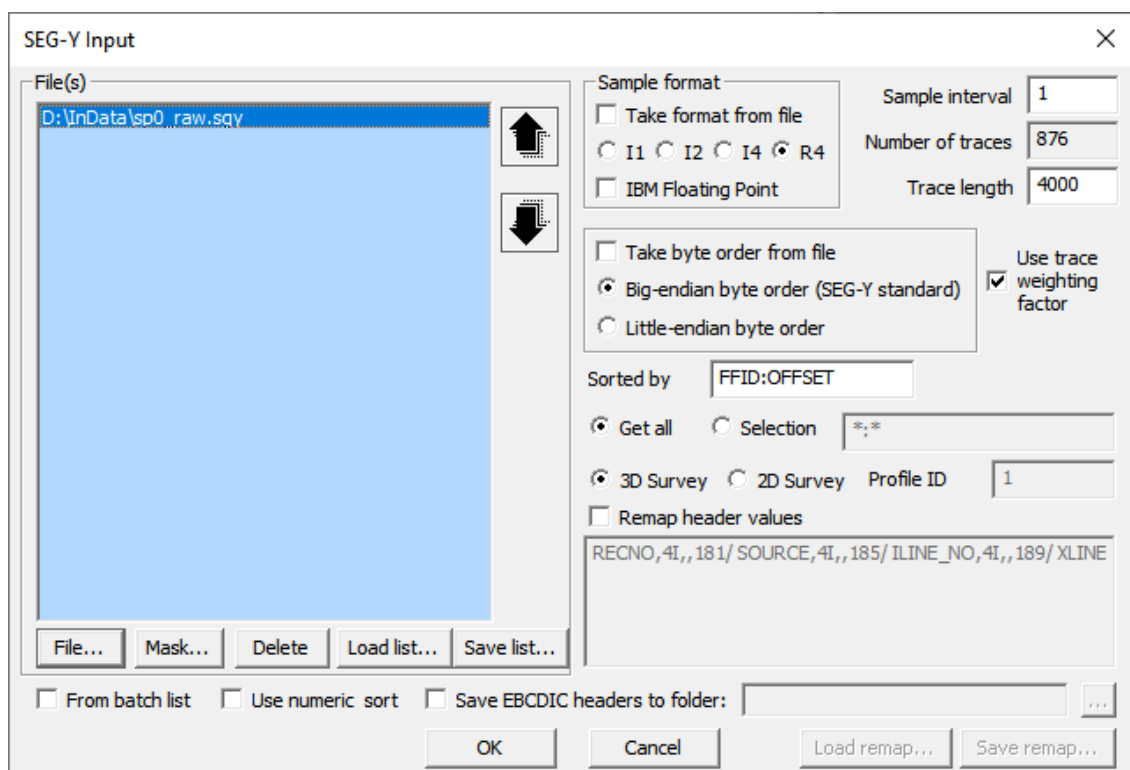 SEG-Y Input
File(s)
D:\InData\sp0_raw.sgy
File...
Mask...
Delete
Load list...
Save list...
Sample format
Take format from file
I1 I2 I4 R4
IBM Floating Point
Sample interval 1
Number of traces 876
Trace length 4000
Take byte order from file
Big-endian byte order (SEG-Y standard)
Little-endian byte order
Use trace
weighting
factor
Sorted by FFID:OFFSET
Get all Selection *:*
3D Survey 2D Survey Profile ID 1
Remap header values
RECNO,4I,,181/ SOURCE,4I,,185/ ILINE_NO,4I,,189/ XLINE
From batch list Use numeric sort Save EBCDIC headers to folder: ...
OK Cancel Load remap... Save remap...